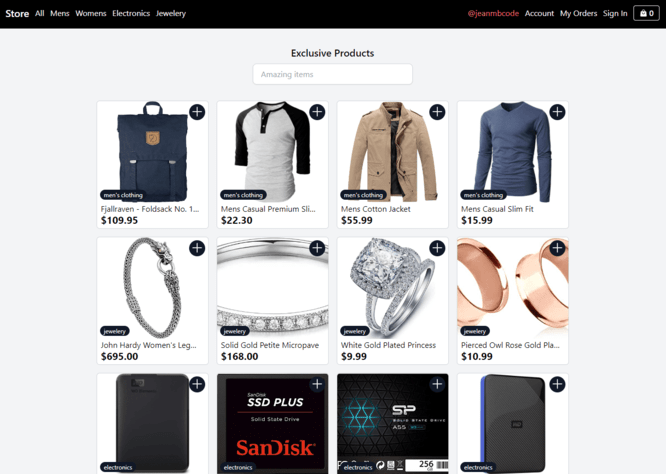 Store All Mens Womens Electronics Jewelery @jeanmbcode Account My Orders Sign In 0
Exclusive Products
Amazing items
men's clothing men's clothing men's clothing men's clothing
Fjallraven - Foldsack No. 1... Mens Casual Premium Sli... Mens Cotton Jacket Mens Casual Slim Fit
$109.95 $22.30 $55.99 $15.99
jewelery jewelery jewelery jewelery
John Hardy Women's Leg... Solid Gold Petite Micropave White Gold Plated Princess Pierced Owl Rose Gold Pla...
$695.00 $168.00 $9.99 $10.99
SanDisk
SSD PLUS
Solid State Drive
SanDisk
SP
SOLID STATE DRIVE
A55
256
WD
electronics electronics electronics electronics